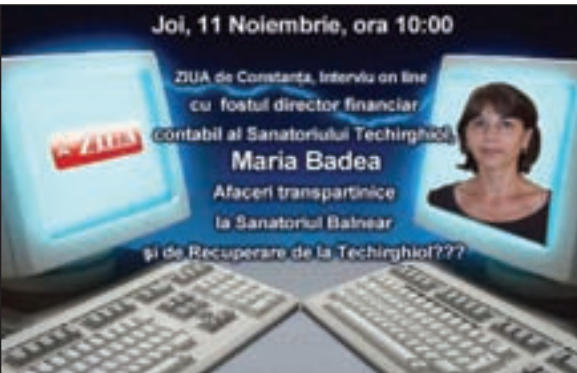 Joi, 11 Noiembrie, ora 10:00
ZIUA de Constanța, Interviu on line
cu fostul director financiar
contabil al Sanatoriului Techirghiol,
ZIUA
Maria Badea
Afaceri transpartinice
la Sanatoriul Balnear
și de Recuperare de la Techirghiol???